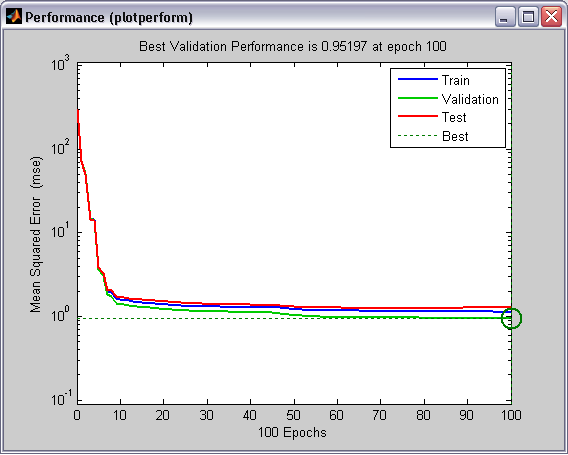 Performance (plotperform)
Best Validation Performance is 0.95197 at epoch 100
Mean Squared Error (mse)
10^3
10^2
10^1
10^0
10^-1
Train
Validation
Test
Best
0 10 20 30 40 50 60 70 80 90 100
100 Epochs